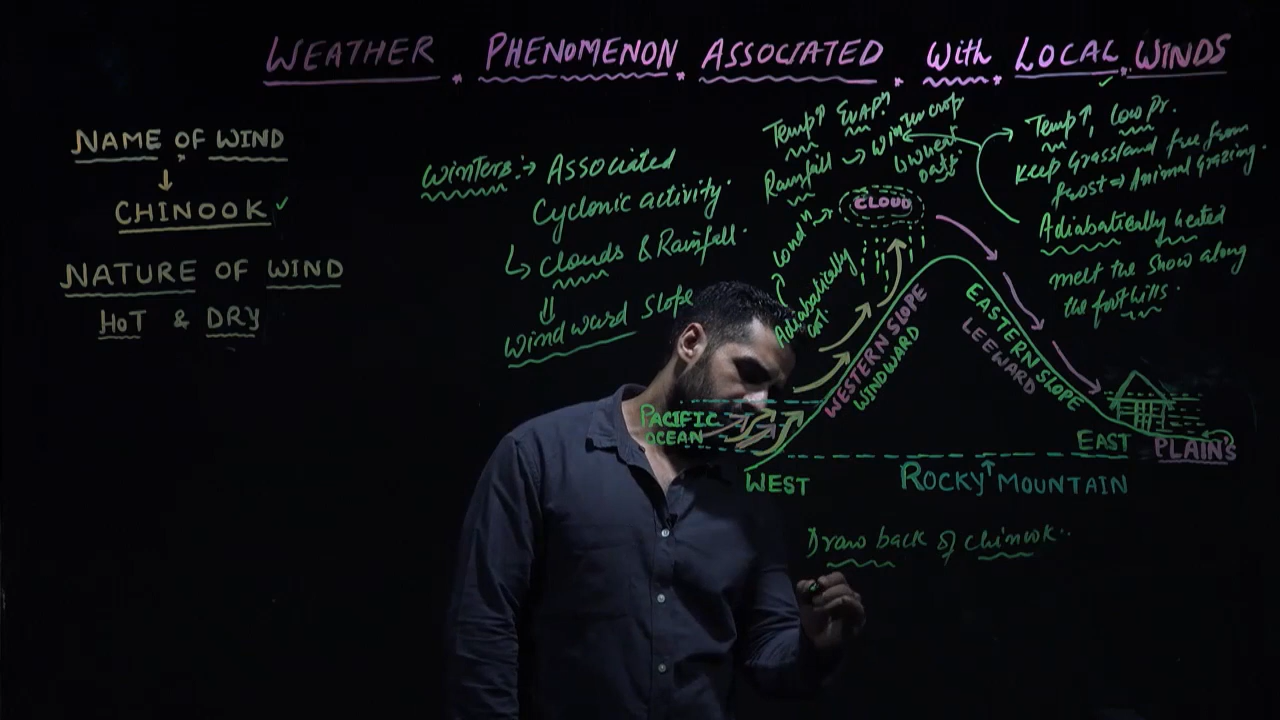 WEATHER PHENOMENON ASSOCIATED With LOCAL WINDS
NAME OF WIND
CHINOOK
NATURE OF WIND
HOT & DRY
Winters:→ Associated
Cyclonic activity.
Clouds & Rainfall.
Windward Slope
Temp↑ Evapⁿ
Rainfall → Winter crop
Wheat
oats
CLOUD
Condⁿ
Adiabatically
WESTERN SLOPE
WINDWARD
PACIFIC
OCEAN
WEST
Temp↑, Low Pr.
Keep Grassland free from
frost → Animal Grazing.
Adiabatically heated
melt the snow along
the foothills.
EASTERN SLOPE
LEEWARD
EAST
PLAIN'S
ROCKY MOUNTAIN
Draw back of chinook..